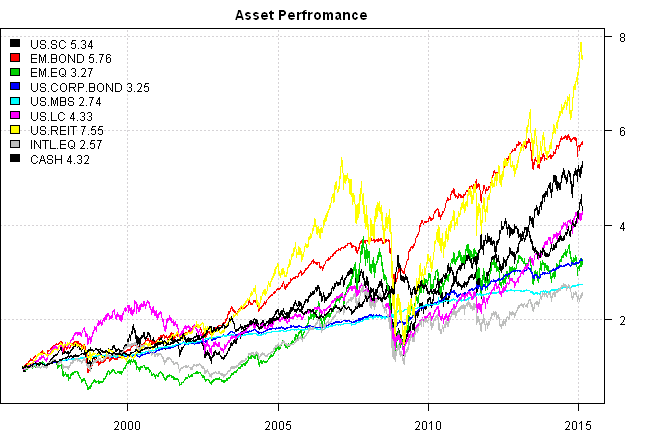 Asset Perfromance
US.SC 5.34
EM.BOND 5.76
EM.EQ 3.27
US.CORP.BOND 3.25
US.MBS 2.74
US.LC 4.33
US.REIT 7.55
INTL.EQ 2.57
CASH 4.32
8
6
4
2
2000 2005 2010 2015